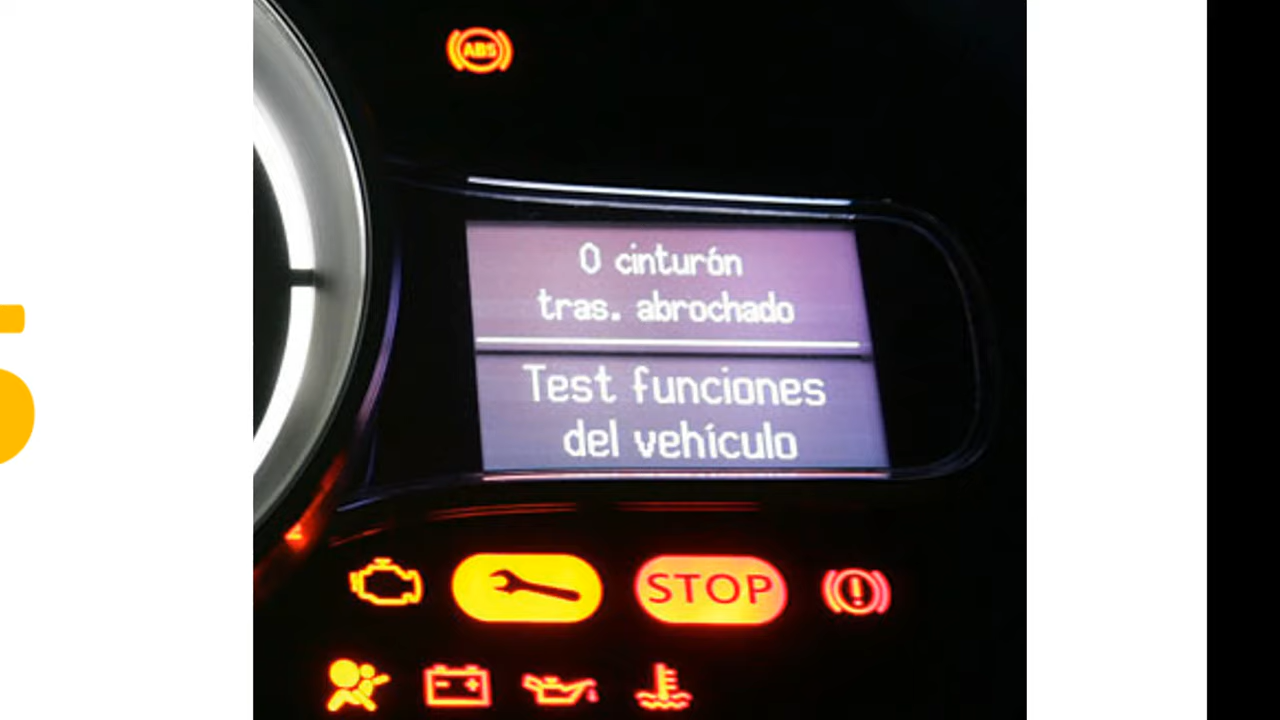 ABS
0 cinturón
tras. abrochado
Test funciones
del vehículo
STOP